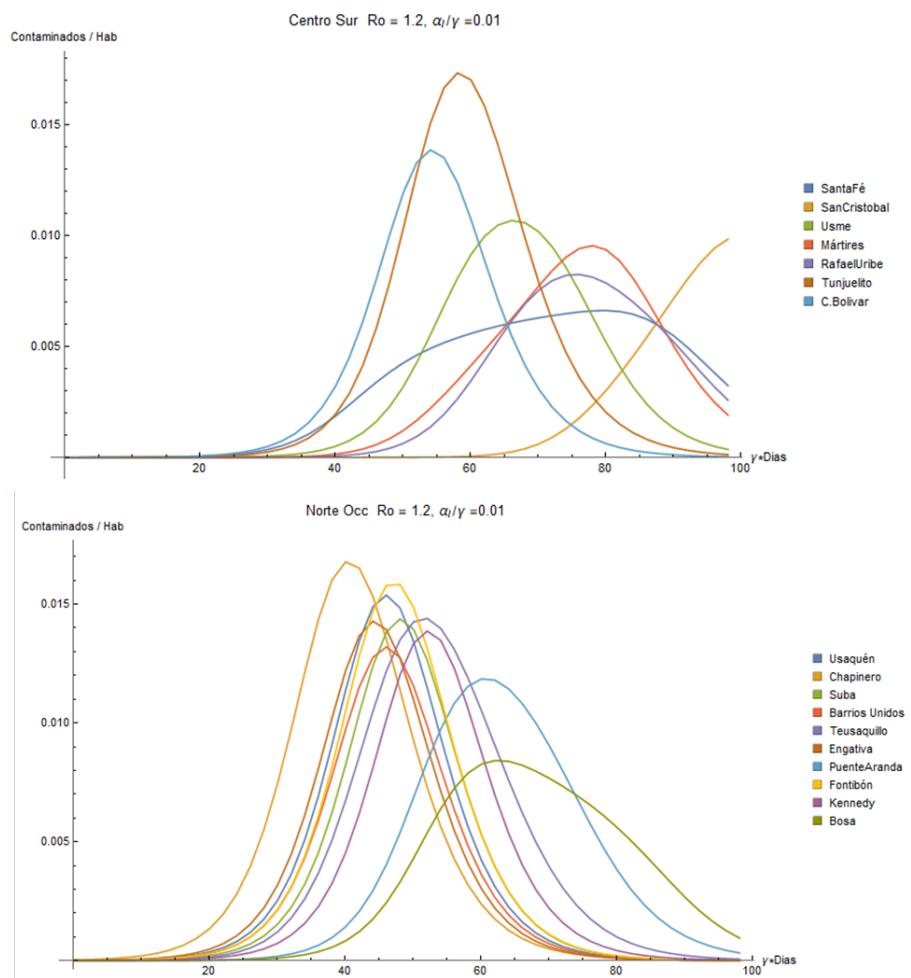 Centro Sur Ro = 1.2, αI/γ =0.01
Contaminados / Hab
0.015
0.010
0.005
20 40 60 80 100 γ*Dias
SantaFé
SanCristobal
Usme
Mártires
RafaelUribe
Tunjuelito
C.Bolivar
Norte Occ Ro = 1.2, αI/γ =0.01
Contaminados / Hab
0.015
0.010
0.005
20 40 60 80 100 γ*Dias
Usaquén
Chapinero
Suba
Barrios Unidos
Teusaquillo
Engativa
PuenteAranda
Fontibón
Kennedy
Bosa